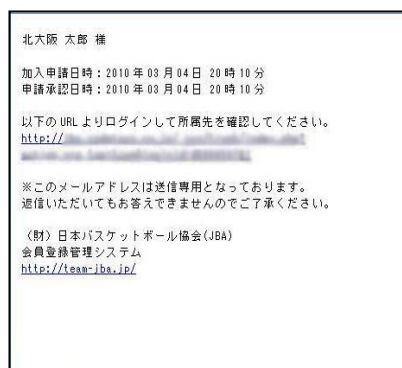 北大阪 太郎 様
加入申請日時：2010年03月04日 20時10分
申請承認日時：2010年03月04日 20時10分
以下のURLよりログインして所属先を確認してください。
http://
※このメールアドレスは送信専用となっております。
返信いただいてもお答えできませんのでご了承ください。
（財）日本バスケットボール協会(JBA)
会員登録管理システム
http://team-jba.jp/